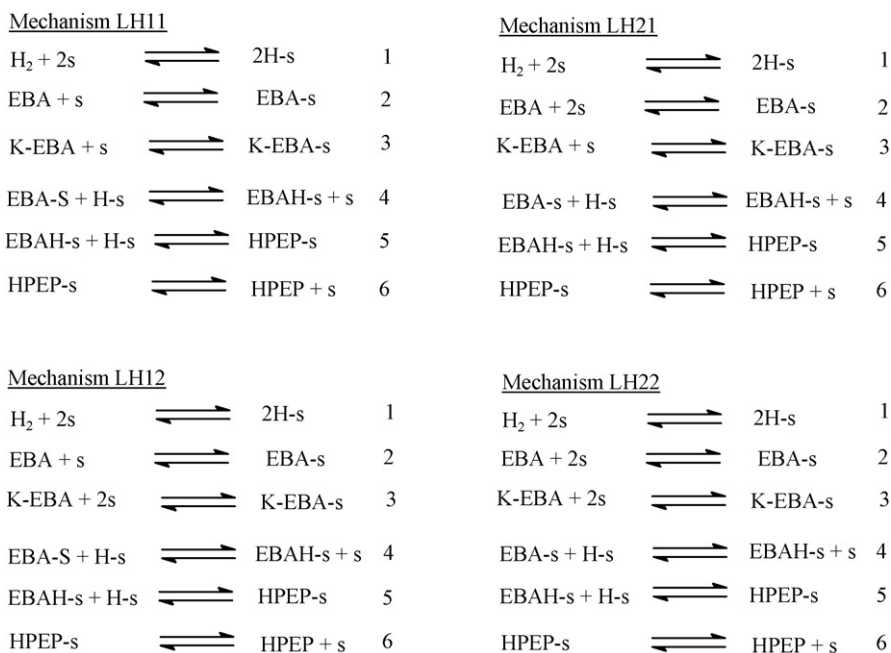 Mechanism LH11
H₂ + 2s ⇌ 2H-s 1
EBA + s ⇌ EBA-s 2
K-EBA + s ⇌ K-EBA-s 3
EBA-S + H-s ⇌ EBAH-s + s 4
EBAH-s + H-s ⇌ HPEP-s 5
HPEP-s ⇌ HPEP + s 6
Mechanism LH21
H₂ + 2s ⇌ 2H-s 1
EBA + 2s ⇌ EBA-s 2
K-EBA + s ⇌ K-EBA-s 3
EBA-s + H-s ⇌ EBAH-s + s 4
EBAH-s + H-s ⇌ HPEP-s 5
HPEP-s ⇌ HPEP + s 6
Mechanism LH12
H₂ + 2s ⇌ 2H-s 1
EBA + s ⇌ EBA-s 2
K-EBA + 2s ⇌ K-EBA-s 3
EBA-S + H-s ⇌ EBAH-s + s 4
EBAH-s + H-s ⇌ HPEP-s 5
HPEP-s ⇌ HPEP + s 6
Mechanism LH22
H₂ + 2s ⇌ 2H-s 1
EBA + 2s ⇌ EBA-s 2
K-EBA + 2s ⇌ K-EBA-s 3
EBA-s + H-s ⇌ EBAH-s + s 4
EBAH-s + H-s ⇌ HPEP-s 5
HPEP-s ⇌ HPEP + s 6